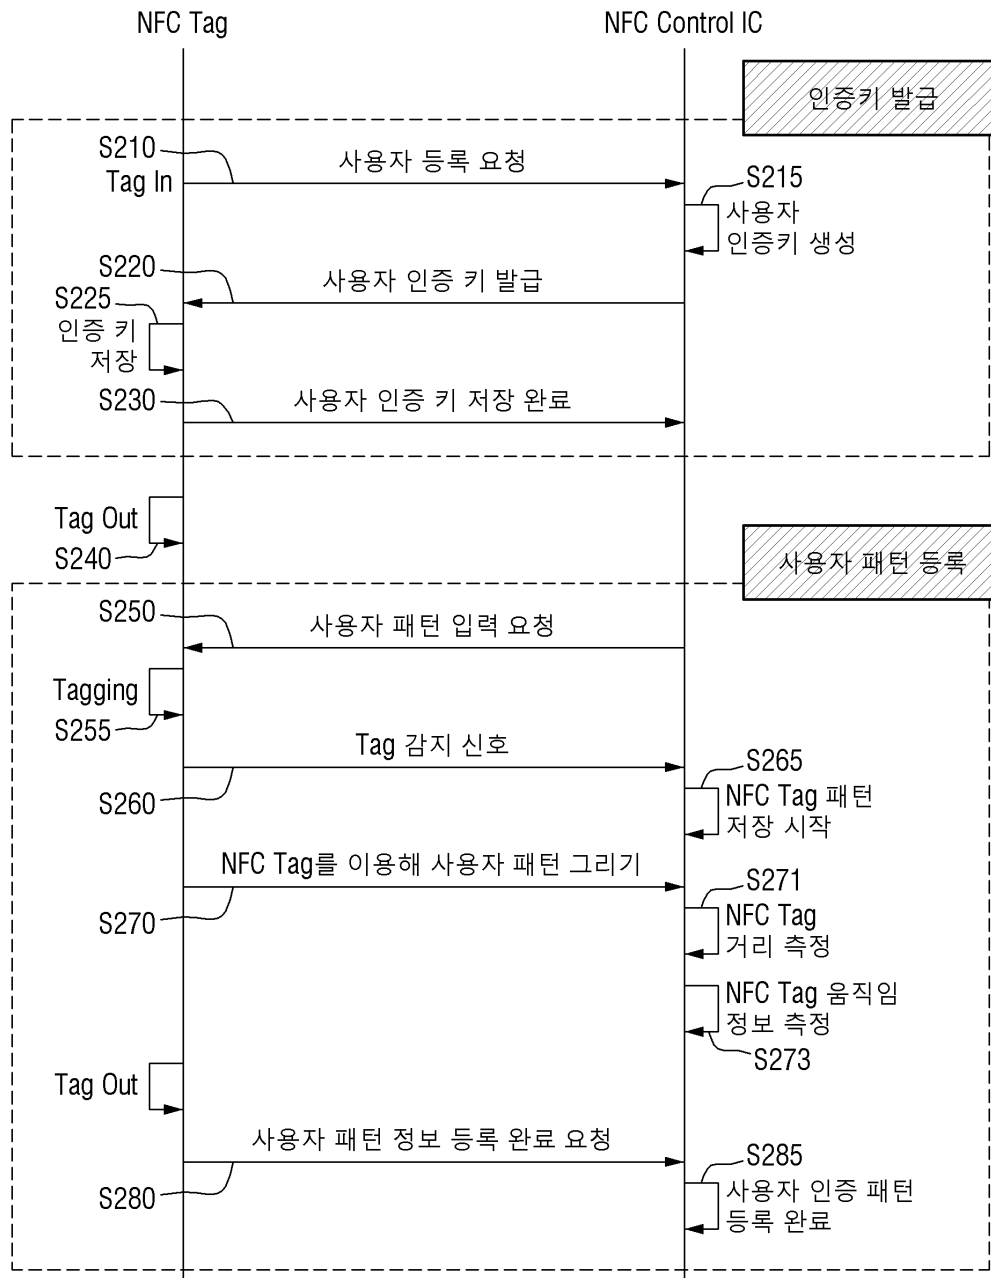 NFC Tag
NFC Control IC
인증키 발급
S210
사용자 등록 요청
Tag In
S215
사용자
인증키 생성
S220
사용자 인증 키 발급
S225
인증 키
저장
S230
사용자 인증 키 저장 완료
Tag Out
S240
사용자 패턴 등록
S250
사용자 패턴 입력 요청
Tagging
S255
Tag 감지 신호
S260
S265
NFC Tag 패턴
저장 시작
NFC Tag를 이용해 사용자 패턴 그리기
S270
S271
NFC Tag
거리 측정
NFC Tag 움직임
정보 측정
S273
Tag Out
사용자 패턴 정보 등록 완료 요청
S280
S285
사용자 인증 패턴
등록 완료